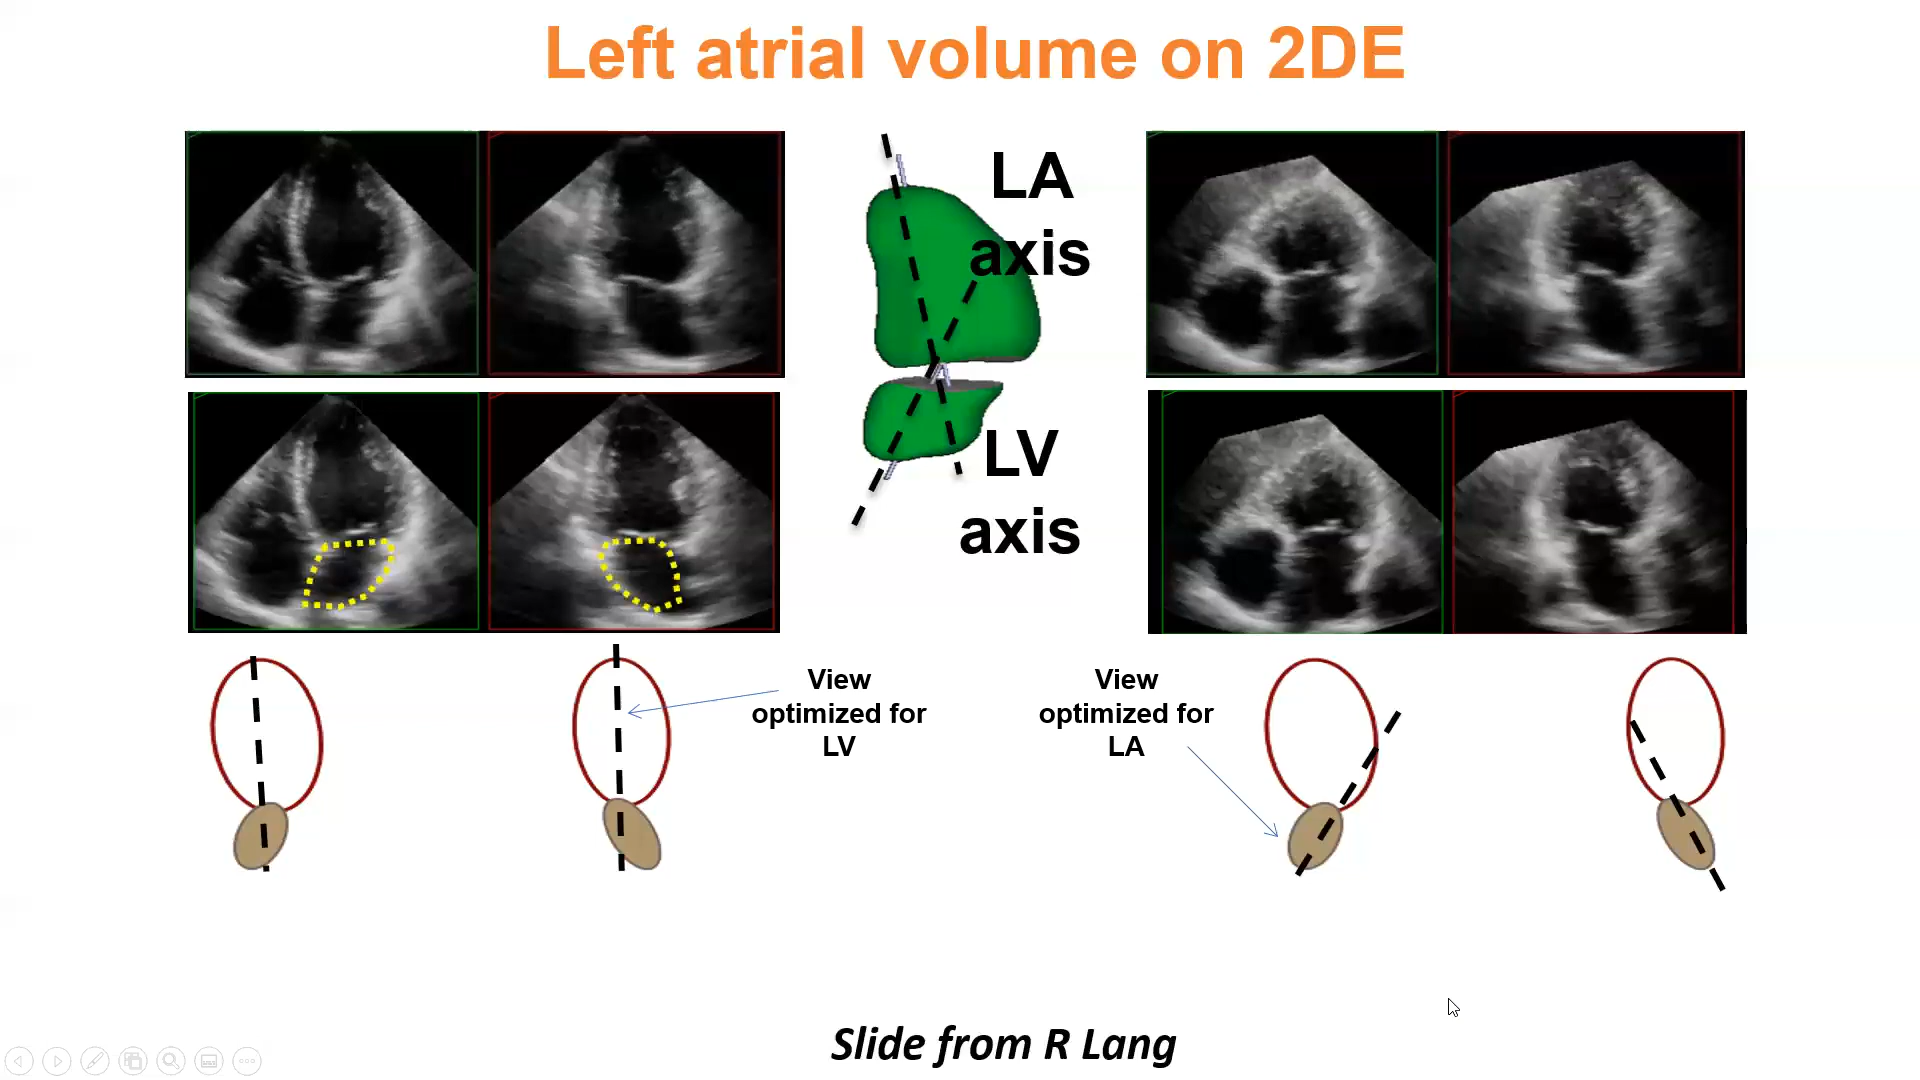 Left atrial volume on 2DE
LA
axis
LV
axis
View
optimized for
LV
View
optimized for
LA
Slide from R Lang